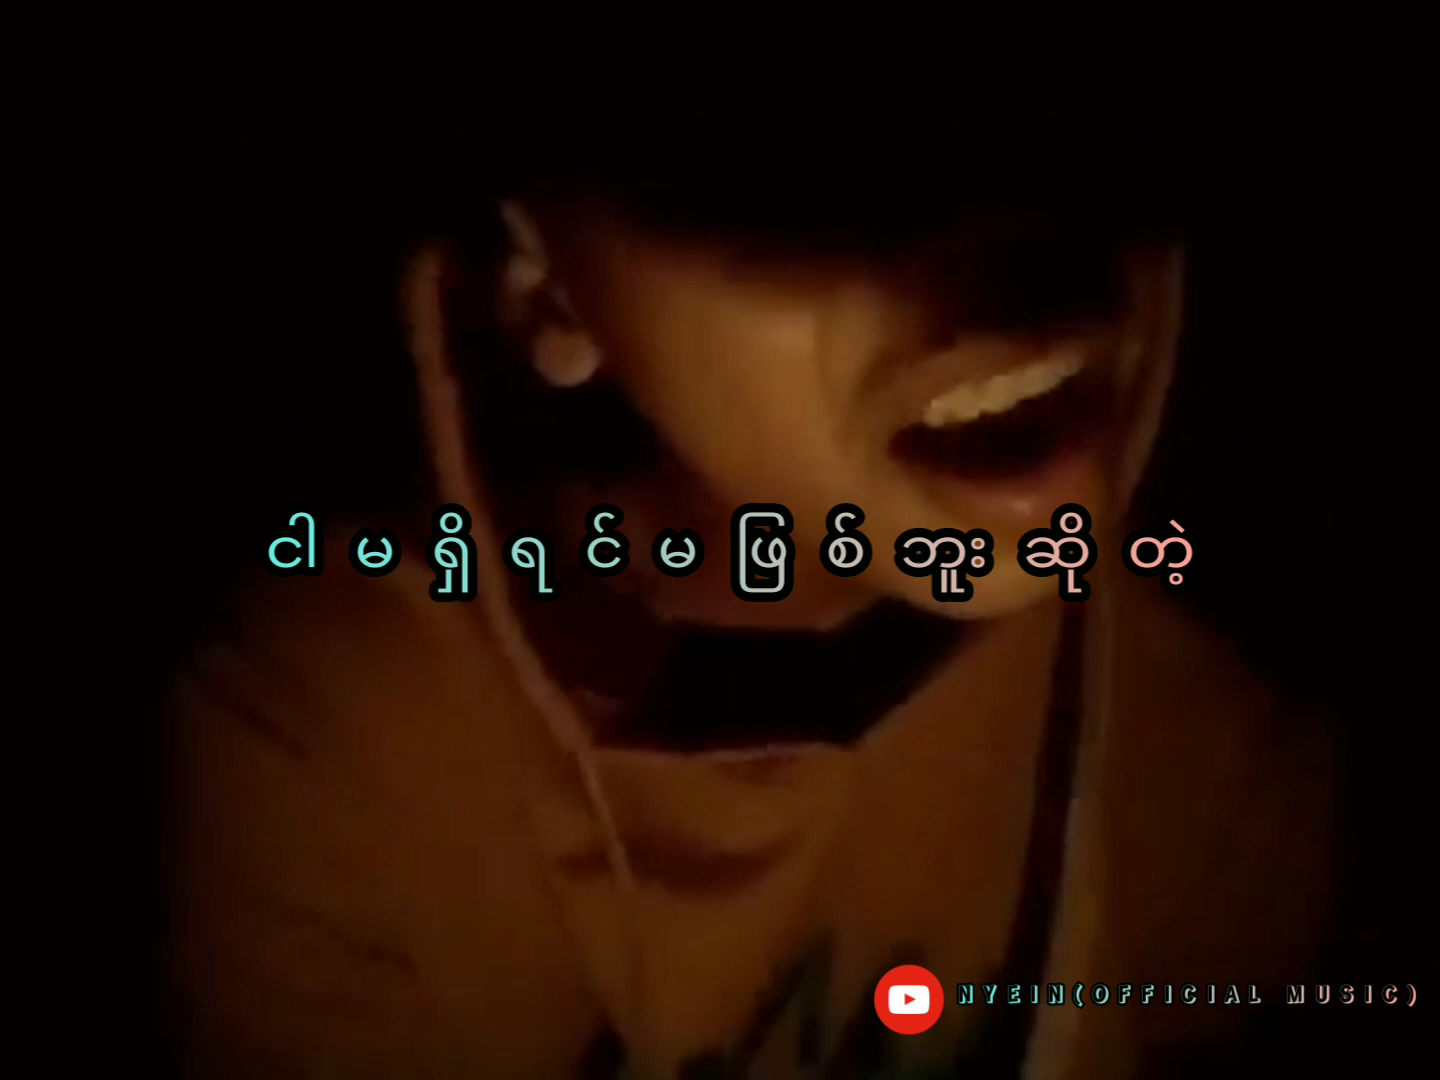 ငါ မ ရှိ ရ င် မ ဖြ စ် ဘူး ဆို တဲ့
NYEIN(OFFICIAL MUSIC)